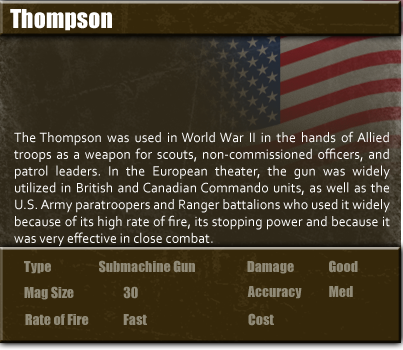 Thompson
The Thompson was used in World War II in the hands of Allied
troops as a weapon for scouts, non-commissioned officers, and
patrol leaders. In the European theater, the gun was widely
utilized in British and Canadian Commando units, as well as the
U.S. Army paratroopers and Ranger battalions who used it widely
because of its high rate of fire, its stopping power and because it
was very effective in close combat.
Type Submachine Gun Damage Good
Mag Size 30 Accuracy Med
Rate of Fire Fast Cost